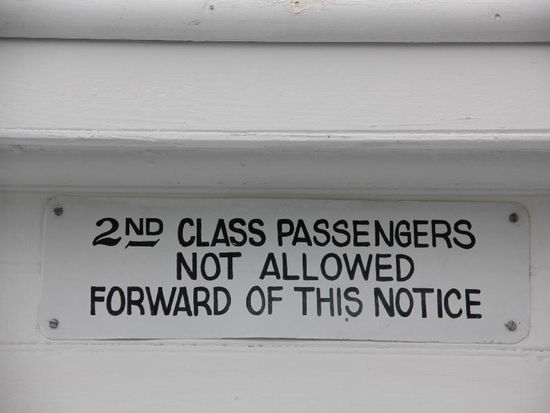 2ND CLASS PASSENGERS
NOT ALLOWED
FORWARD OF THIS NOTICE